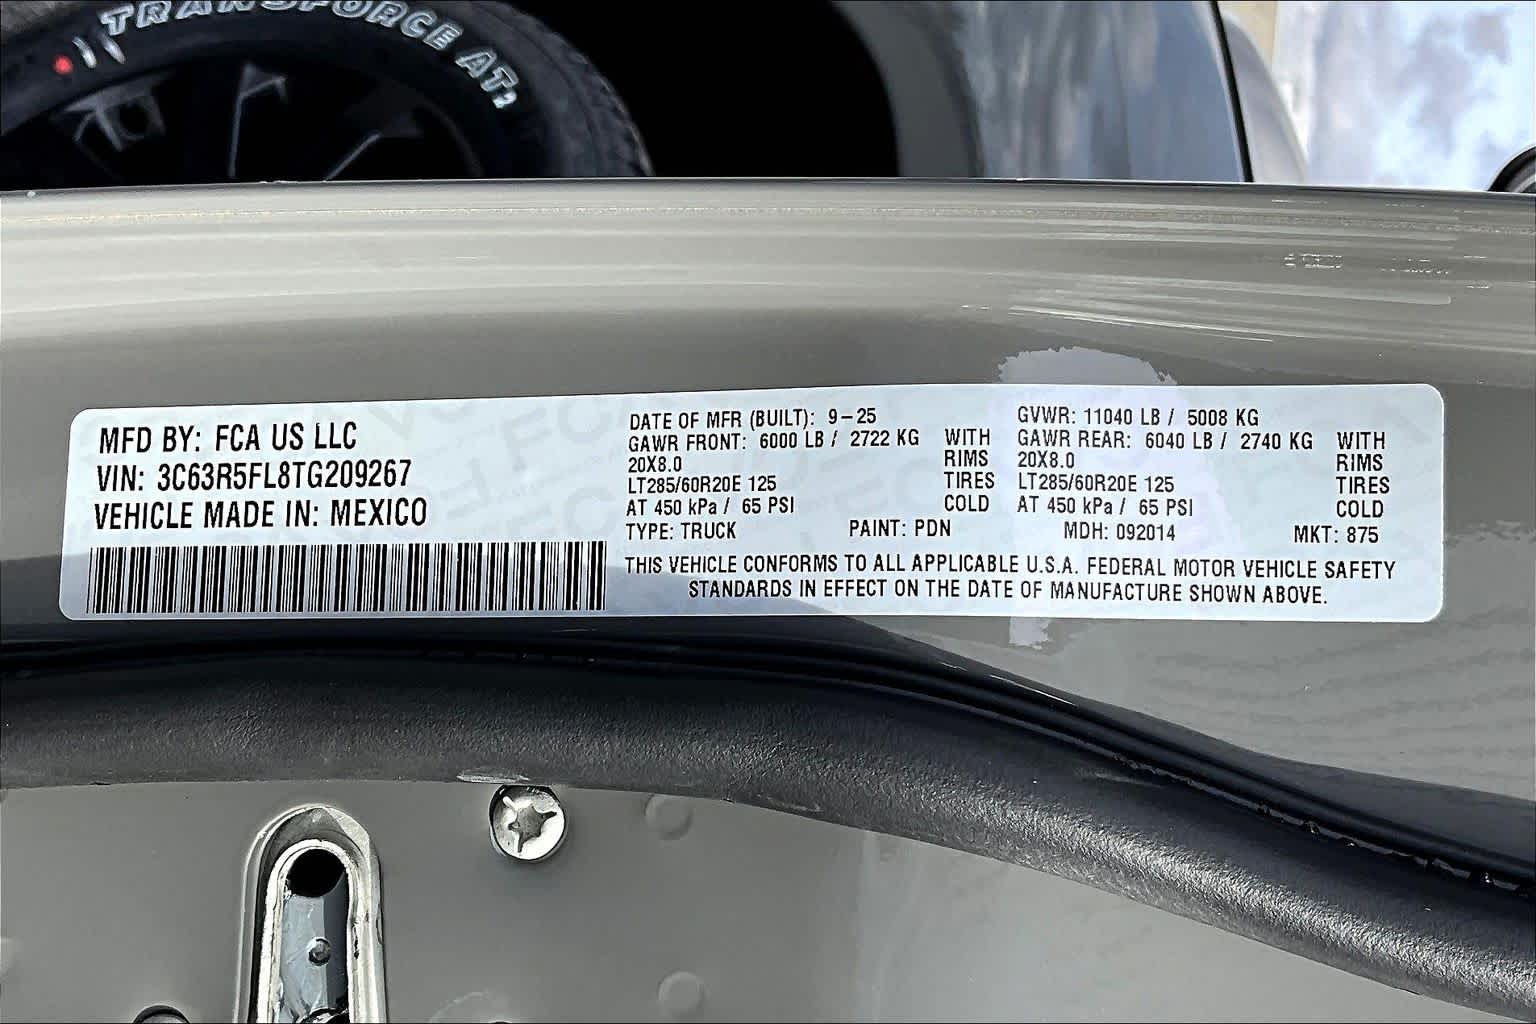 TRANSFORCE AT2
MFD BY: FCA US LLC
VIN: 3C63R5FL8TG209267
VEHICLE MADE IN: MEXICO
DATE OF MFR (BUILT): 9-25
GAWR FRONT: 6000 LB / 2722 KG WITH
20X8.0 RIMS
LT285/60R20E 125 TIRES
AT 450 kPa / 65 PSI COLD
GVWR: 11040 LB / 5008 KG
GAWR REAR: 6040 LB / 2740 KG WITH
20X8.0 RIMS
LT285/60R20E 125 TIRES
AT 450 kPa / 65 PSI COLD
TYPE: TRUCK PAINT: PDN MDH: 092014 MKT: 875
THIS VEHICLE CONFORMS TO ALL APPLICABLE U.S.A. FEDERAL MOTOR VEHICLE SAFETY
STANDARDS IN EFFECT ON THE DATE OF MANUFACTURE SHOWN ABOVE.